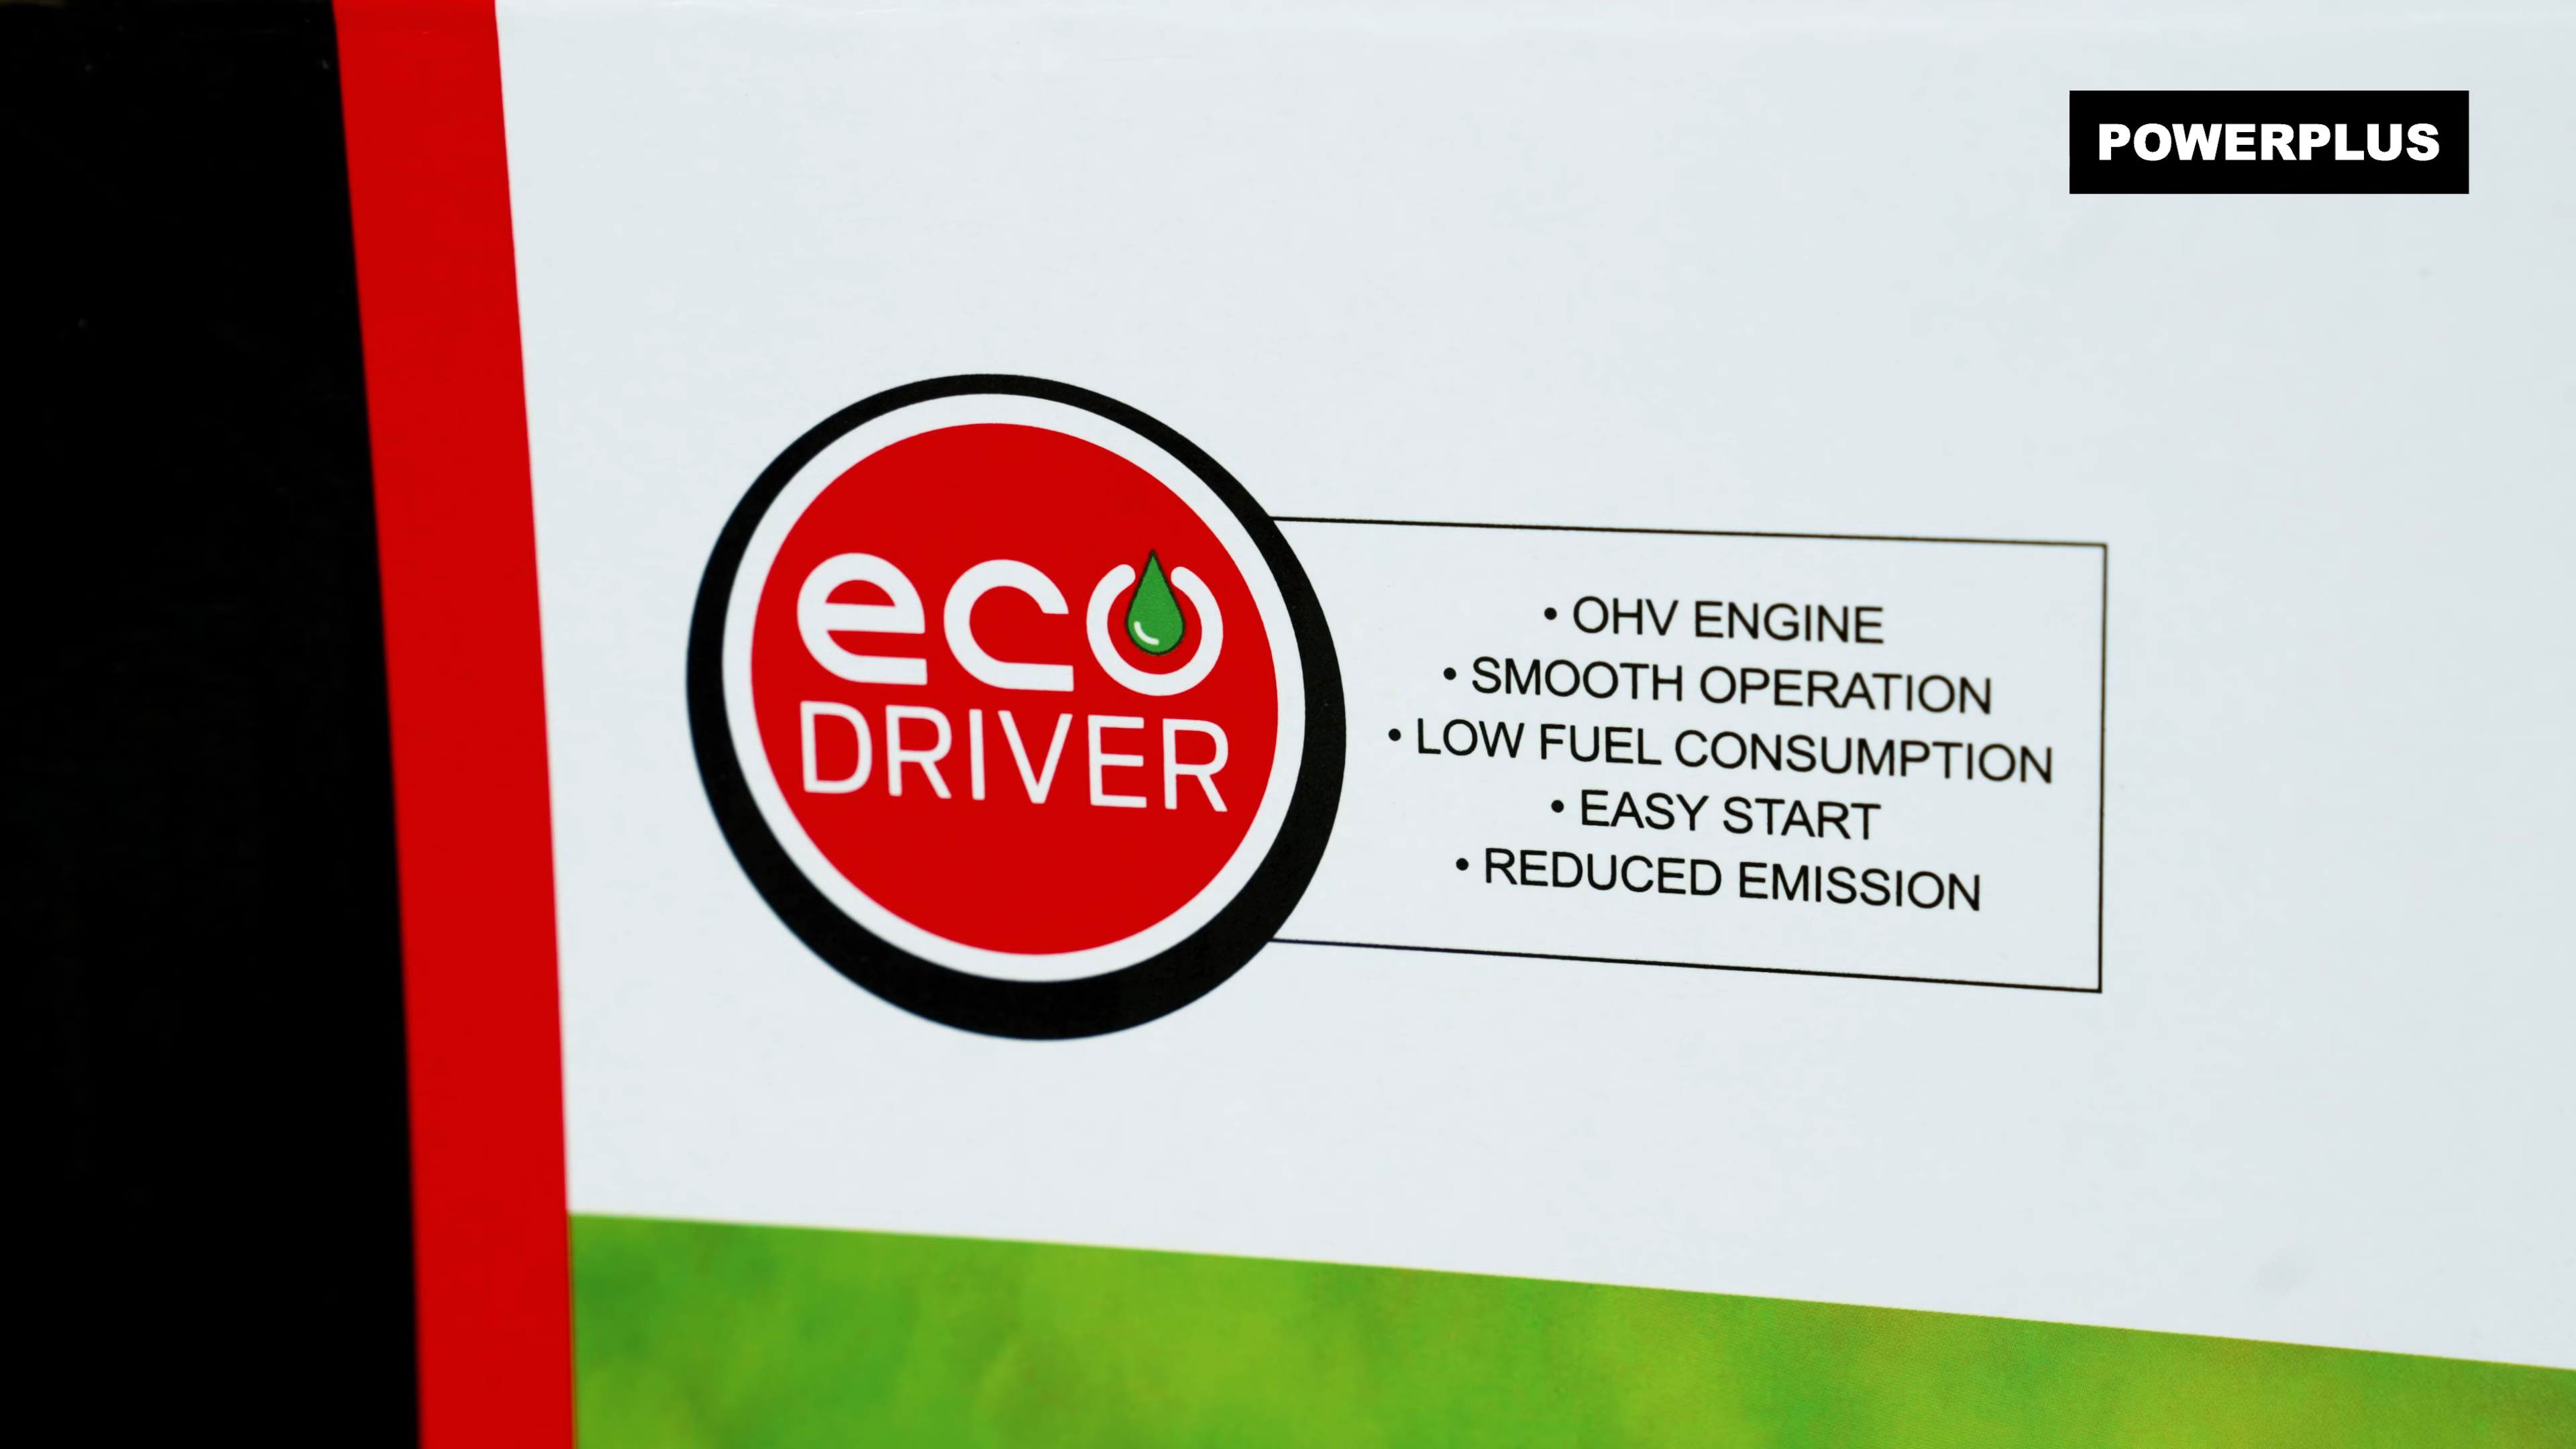 POWERPLUS
eco
DRIVER
• OHV ENGINE
• SMOOTH OPERATION
• LOW FUEL CONSUMPTION
• EASY START
• REDUCED EMISSION